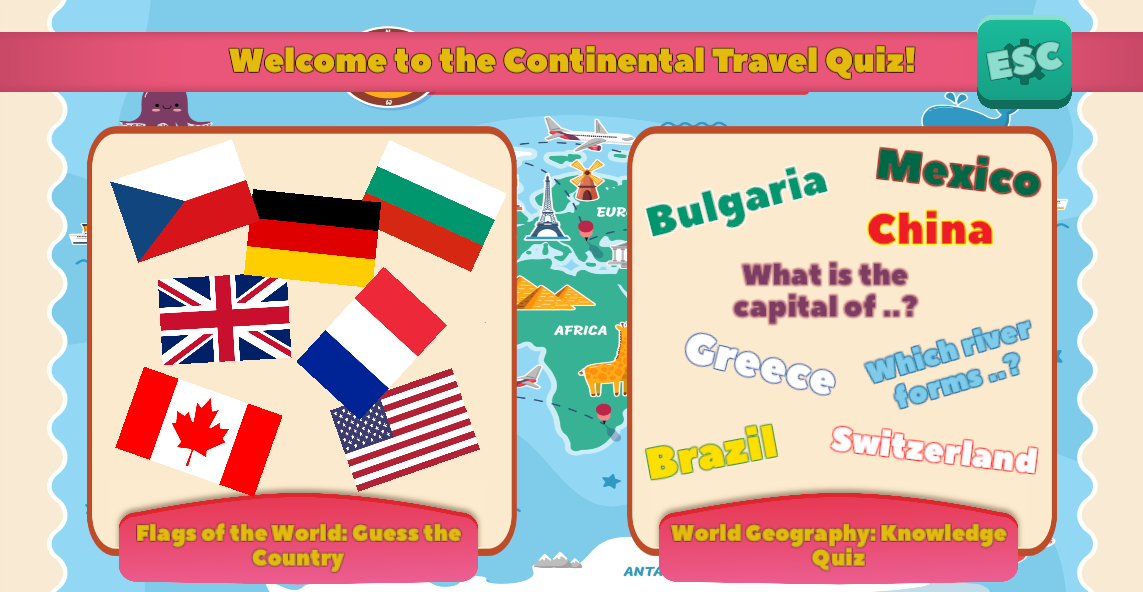 Welcome to the Continental Travel Quiz!
ESC
EUR
AFRICA
Mexico
Bulgaria
China
What is the
capital of ..?
Greece
Which river
forms ..?
Brazil
Switzerland
Flags of the World: Guess the
Country
World Geography: Knowledge
Quiz
ANTA